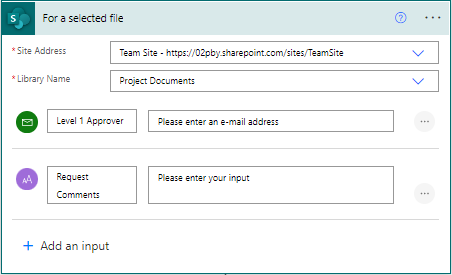 For a selected file
* Site Address
Team Site - https://02pby.sharepoint.com/sites/TeamSite
* Library Name
Project Documents
Level 1 Approver
Please enter an e-mail address
AA
Request
Comments
Please enter your input
+ Add an input